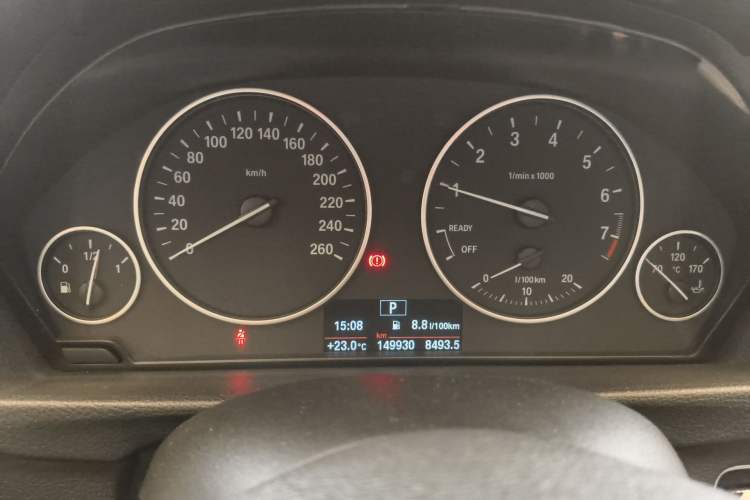 0 1/2 1
0 20 40 60 80 100 120 140 160 180 200 220 240 260
km/h
1 2 3 4 5 6 7
1/min x 1000
READY
OFF
0 10 20
l/100km
70 120 170
°C
P
15:08 8.8 l/100km
km
+23.0°C 149930 8493.5